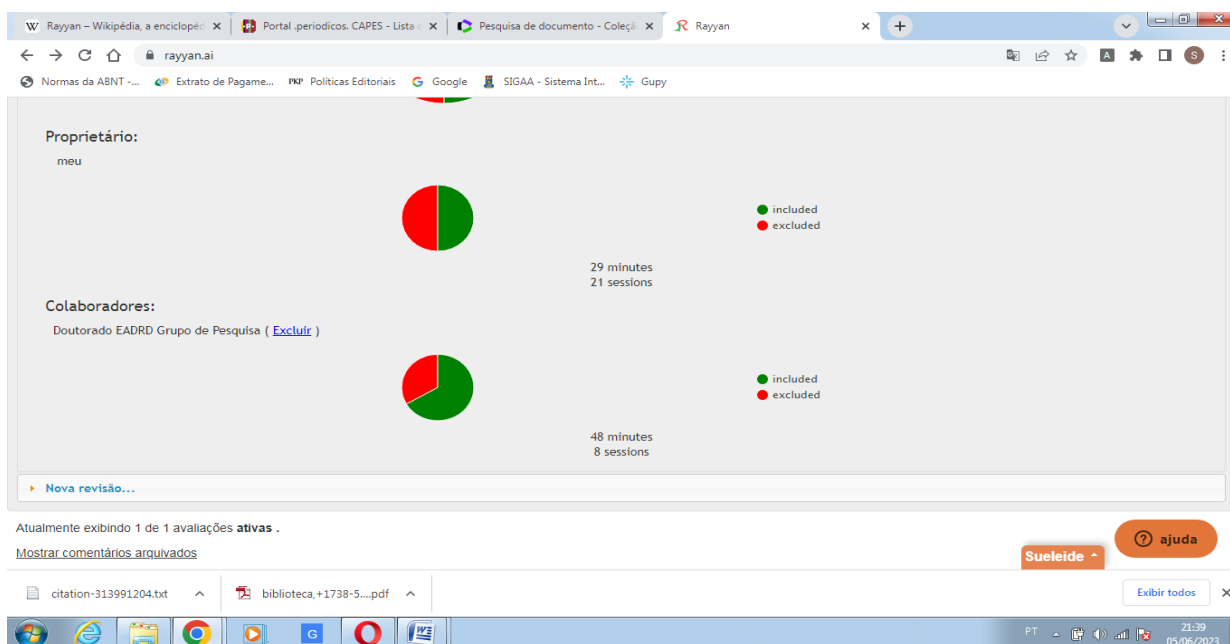 Rayyan – Wikipédia, a enciclopéd
Portal .periodicos. CAPES - Lista d
Pesquisa de documento - Coleçã
Rayyan
rayyan.ai
Normas da ABNT -...
Extrato de Pagame...
PKP Políticas Editoriais
Google
SIGAA - Sistema Int...
Gupy
Proprietário:
meu
included
excluded
29 minutes
21 sessions
Colaboradores:
Doutorado EADRD Grupo de Pesquisa ( Excluir )
included
excluded
48 minutes
8 sessions
Nova revisão...
Atualmente exibindo 1 de 1 avaliações ativas .
Mostrar comentários arquivados
ajuda
Sueleide
citation-313991204.txt
biblioteca,+1738-5....pdf
Exibir todos
PT
21:39
05/06/2023